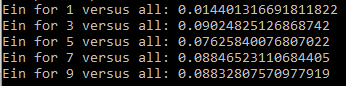 Ein for 1 versus all: 0.014401316691811822
Ein for 3 versus all: 0.09024825126868742
Ein for 5 versus all: 0.07625840076807022
Ein for 7 versus all: 0.08846523110684405
Ein for 9 versus all: 0.08832807570977919